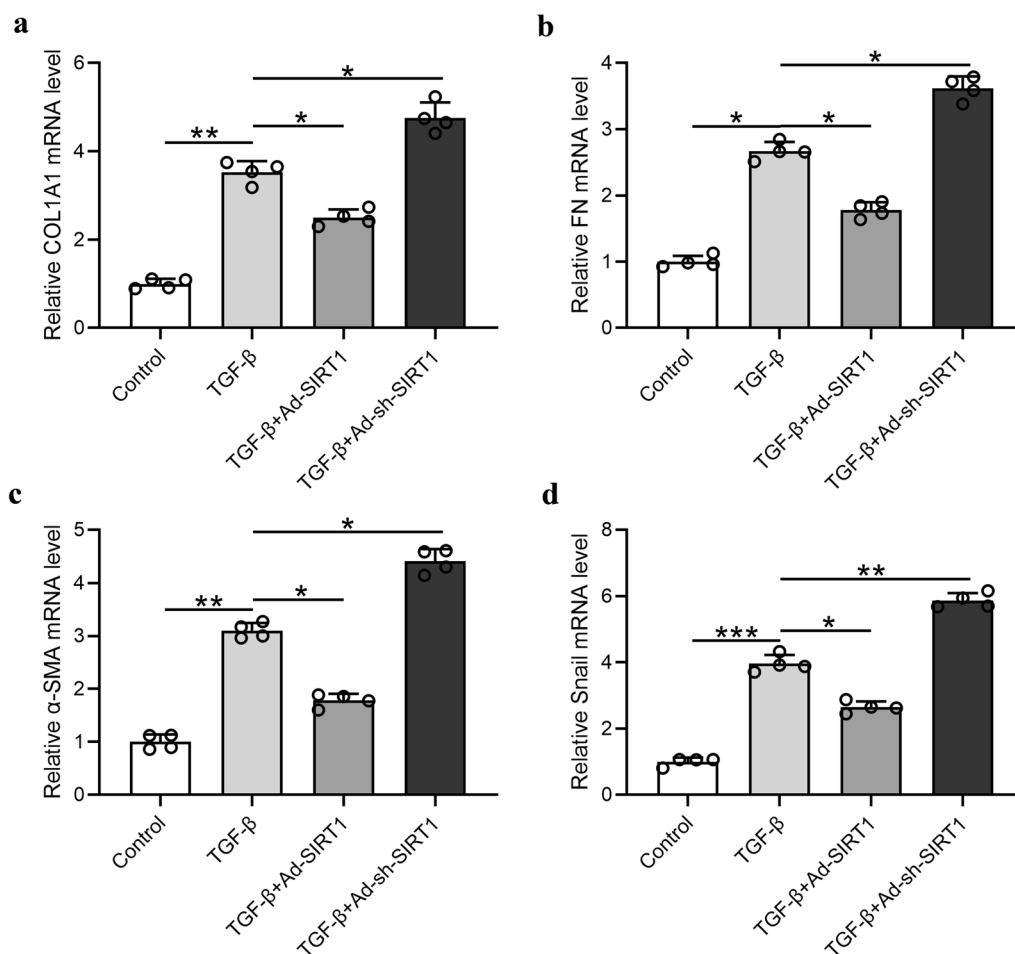 a
Relative COL1A1 mRNA level
6
4
2
0
**
*
*
Control
TGF-β
TGF-β+Ad-SIRT1
TGF-β+Ad-sh-SIRT1
b
Relative FN mRNA level
4
3
2
1
0
*
*
*
Control
TGF-β
TGF-β+Ad-SIRT1
TGF-β+Ad-sh-SIRT1
c
Relative α-SMA mRNA level
5
4
3
2
1
0
**
*
*
Control
TGF-β
TGF-β+Ad-SIRT1
TGF-β+Ad-sh-SIRT1
d
Relative Snail mRNA level
8
6
4
2
0
***
*
**
Control
TGF-β
TGF-β+Ad-SIRT1
TGF-β+Ad-sh-SIRT1